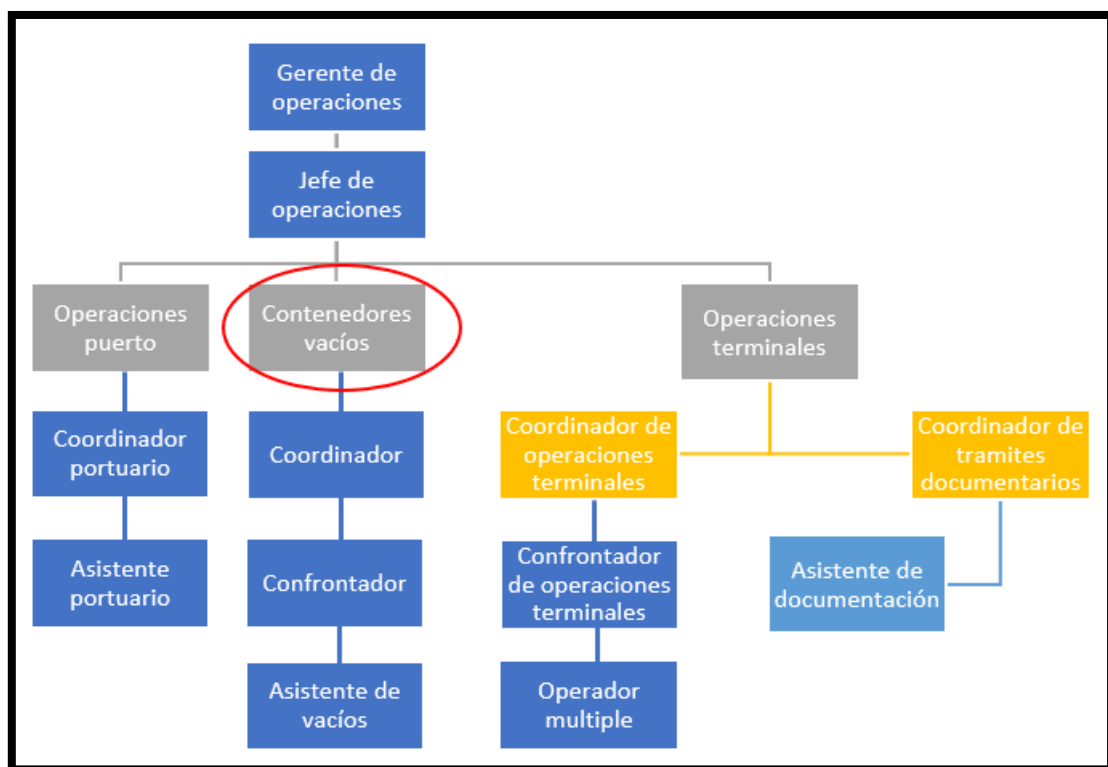 Gerente de
operaciones
Jefe de
operaciones
Operaciones
puerto
Contenedores
vacíos
Operaciones
terminales
Coordinador
portuario
Coordinador
Coordinador de
operaciones
terminales
Coordinador de
tramites
documentarios
Asistente
portuario
Confrontador
Confrontador
de operaciones
terminales
Asistente de
documentación
Asistente de
vacíos
Operador
multiple